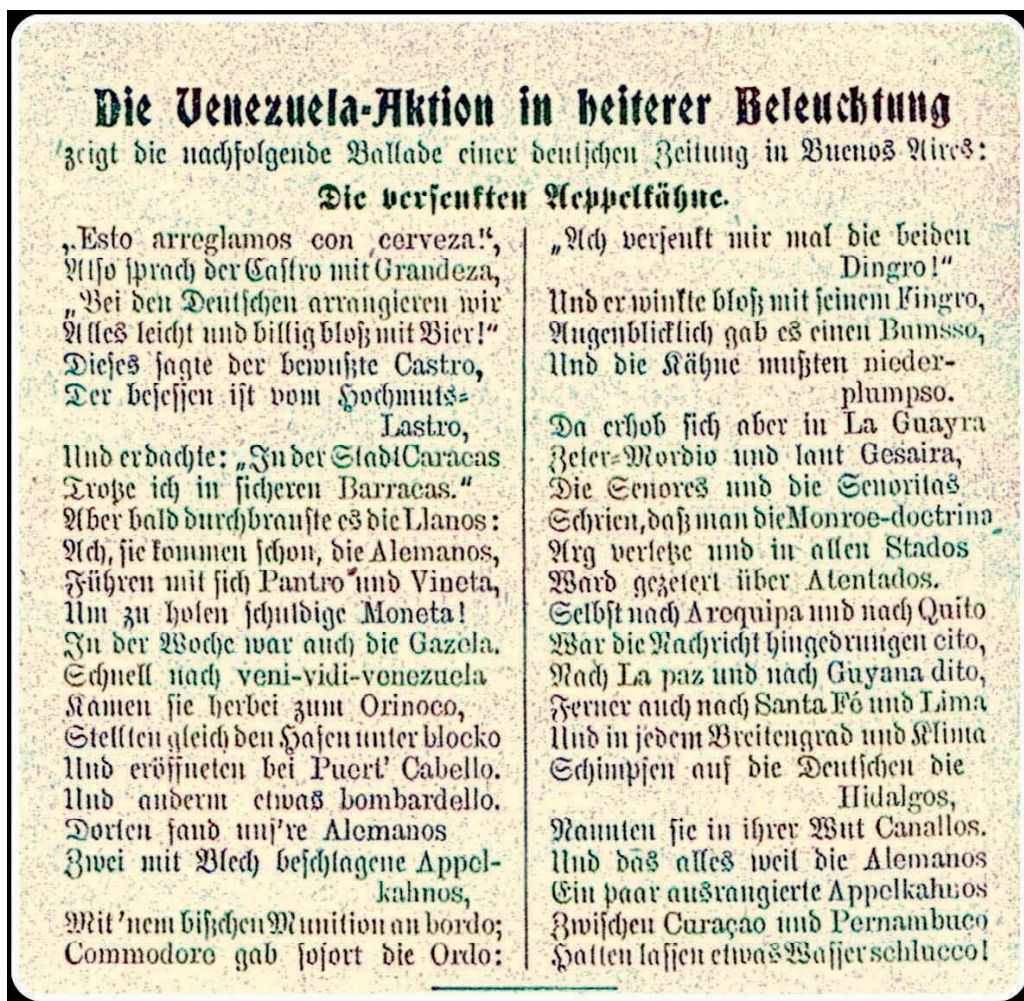 Die Venezuela-Aktion in heiterer Beleuchtung
zeigt die nachfolgende Ballade einer deutschen Zeitung in Buenos Aires:
Die versenkten Aeppelkähne.
„Esto arreglamos con cerveza!“,
Also sprach der Castro mit Grandeza,
„Bei den Deutschen arrangieren wir
Alles leicht und billig bloß mit Bier!“
Dieses sagte der bewußte Castro,
Der besessen ist vom Hochmuts-
Lastro,
Und er dachte: „In der Stadt Caracas
Trotze ich in sicheren Barracas.“
Aber bald durchbrauste es die Llanos:
Ach, sie kommen schon, die Alemanos,
Führen mit sich Pantro und Vineta,
Um zu holen schuldige Moneta!
In der Woche war auch die Gazela.
Schnell nach veni-vidi-venezuela
Kamen sie herbei zum Orinoco,
Stellten gleich den Hafen unter blocko
Und eröffneten bei Puert' Cabello.
Und anderm etwas bombardello.
Dorten fand uns're Alemanos
Zwei mit Blech beschlagene Appel-
kahnos,
Mit 'nem bißchen Munition an bordo;
Commodore gab sofort die Ordo:
„Ach versenkt mir mal die beiden
Dingro!“
Und er winkte bloß mit seinem Fingro,
Augenblicklich gab es einen Bumsso,
Und die Kähne mußten nieder-
plumpso.
Da erhob sich aber in La Guayra
Zeter-Mordio und laut Gesaira,
Die Senores und die Senoritas
Schrien, daß man die Monroe-doctrina
Arg verletze und in allen Stados
Ward gezetert über Atentados.
Selbst nach Arequipa und nach Quito
War die Nachricht hingedrungen cito,
Nach La paz und nach Guyana dito,
Ferner auch nach Santa Fé und Lima
Und in jedem Breitengrad und Klima
Schimpfen auf die Deutschen die
Hidalgos,
Nannten sie in ihrer Wut Canallos.
Und das alles weil die Alemanos
Ein paar ausrangierte Appelkahnos
Zwischen Curaçao und Pernambuco
Hatten lassen etwas Wasser schlucco!